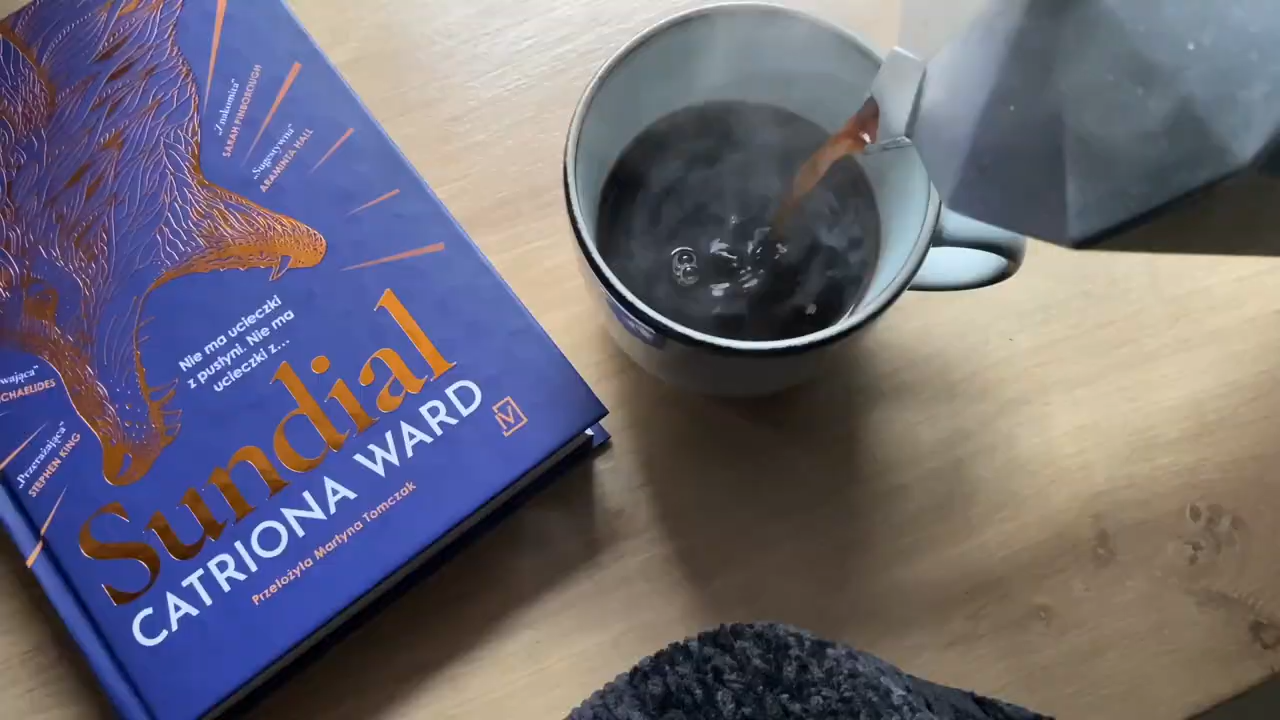 „Znakomita”
SARAH PINBOROUGH
„Sugestywna”
ARAMINTA HALL
Nie ma ucieczki
z pustyni. Nie ma
ucieczki z...
„Przerażająca”
STEPHEN KING
Sundial
CATRIONA WARD
Przełożyła Martyna Tomczak